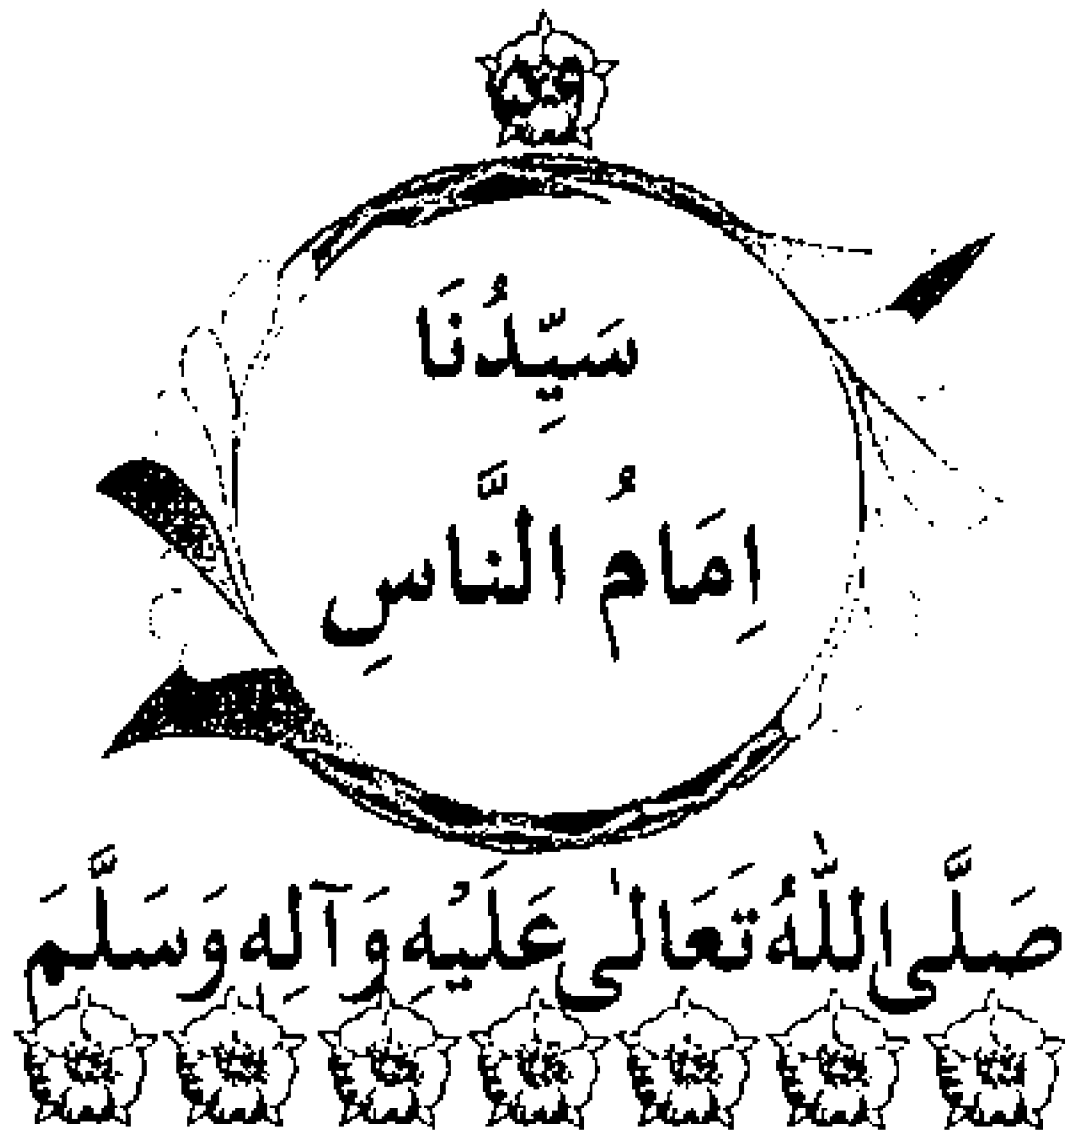 سَيِّدُنَا
اِمَامُ النَّاسِ
صَلَّی اللّٰهُ تَعَالٰی عَلَيْهِ وَآلِهٖ وَسَلَّمَ